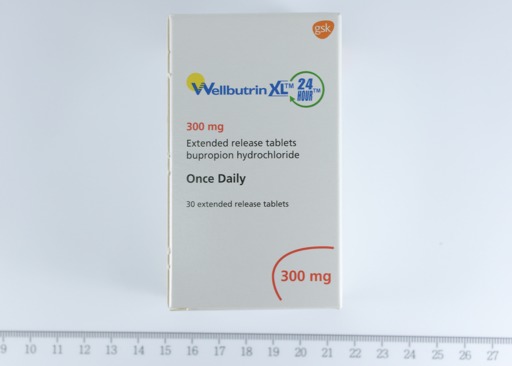 gsk
Wellbutrin XL™ 24 HOUR™
300 mg
Extended release tablets
bupropion hydrochloride
Once Daily
30 extended release tablets
300 mg
9 10 11 12 13 14 15 16 17 18 19 20 21 22 23 24 25 26 27